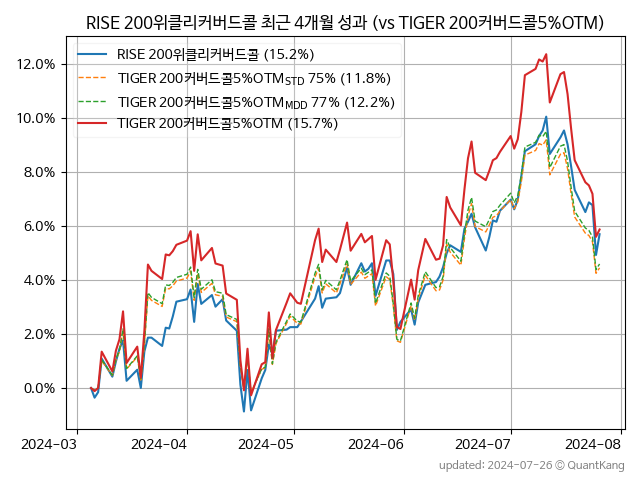 RISE 200위클리커버드콜 최근 4개월 성과 (vs TIGER 200커버드콜5%OTM)
RISE 200위클리커버드콜 (15.2%)
TIGER 200커버드콜5%OTM_STD 75% (11.8%)
TIGER 200커버드콜5%OTM_MDD 77% (12.2%)
TIGER 200커버드콜5%OTM (15.7%)
12.0%
10.0%
8.0%
6.0%
4.0%
2.0%
0.0%
2024-03 2024-04 2024-05 2024-06 2024-07 2024-08
updated: 2024-07-26 © QuantKang